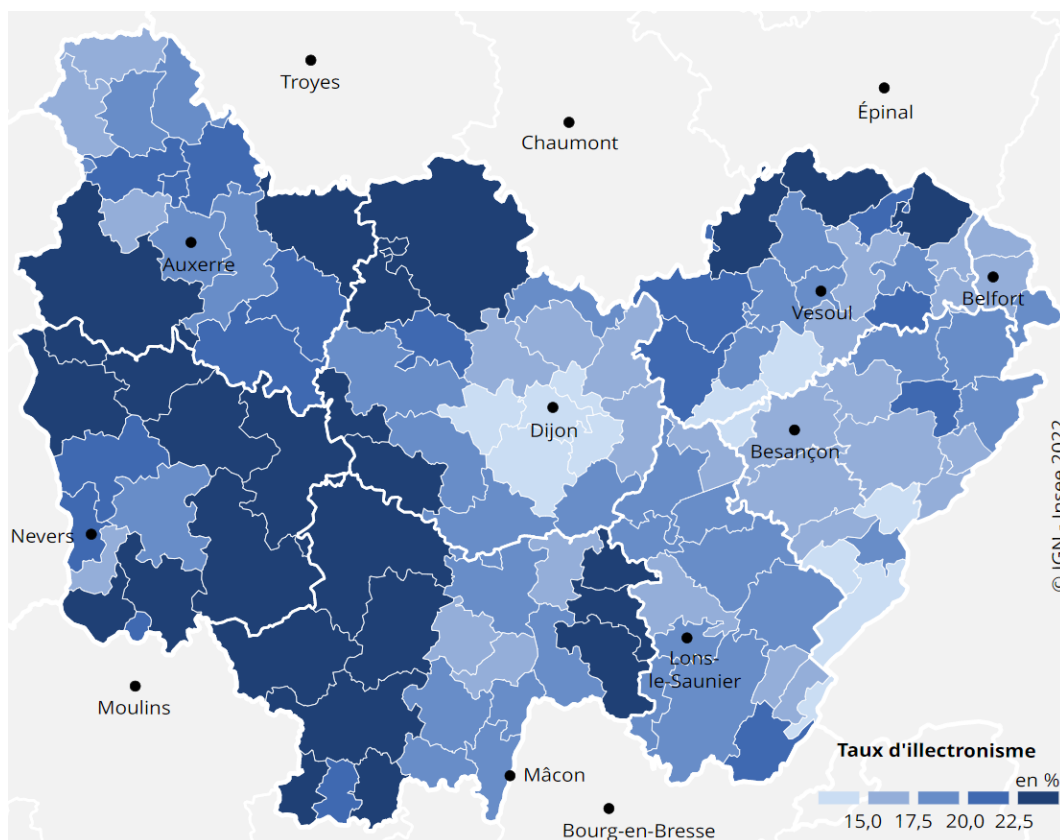 Troyes
Épinal
Chaumont
Auxerre
Vesoul
Belfort
Dijon
Besançon
Nevers
Lons-
le-Saunier
Moulins
Mâcon
Bourg-en-Bresse
© IGN - Insee 2022
Taux d'illectronisme
en %
15,0 17,5 20,0 22,5